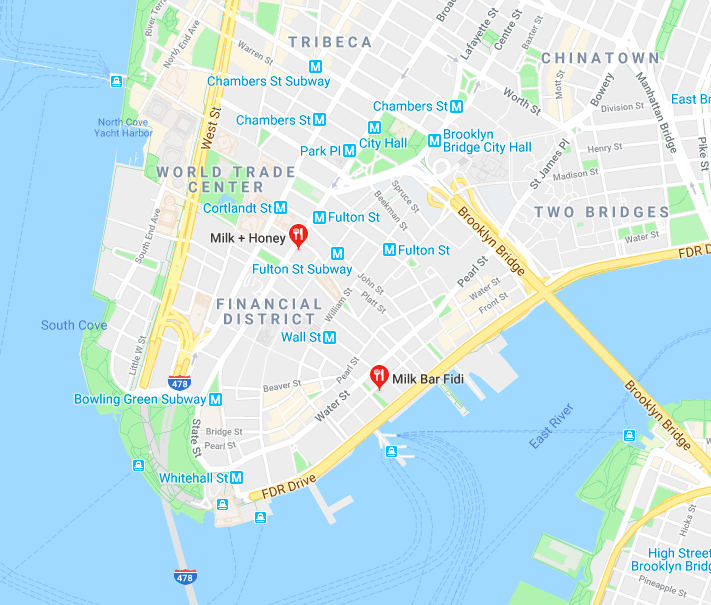 River Terrace
North End Ave
Warren St
TRIBECA
Lafayette St
Centre St
Baxter St
CHINATOWN
Mott St
Bowery
Chambers St Subway
Worth St
Division St
East Br
Manhattan Bridge
Pike St
North Cove
Yacht Harbor
West St
Chambers St
Chambers St
City Hall
Brooklyn
Bridge City Hall
Park Pl
St James Pl
Henry St
Madison St
WORLD TRADE
CENTER
Spruce St
Beekman St
Cortlandt St
Fulton St
TWO BRIDGES
South End Ave
Milk + Honey
Fulton St
Water St
Brooklyn Bridge
FDR D
Fulton St Subway
Pearl St
John St
Water St
Platt St
Front St
William St
FINANCIAL
DISTRICT
South Cove
Wall St
Little W St
Pearl St
478
Milk Bar Fidi
Beaver St
Bowling Green Subway
Water St
State St
Bridge St
Pearl St
East River
Brooklyn Bridge
Whitehall St
FDR Drive
Hicks St
High Street
Brooklyn Bridg
478
Pineapple St